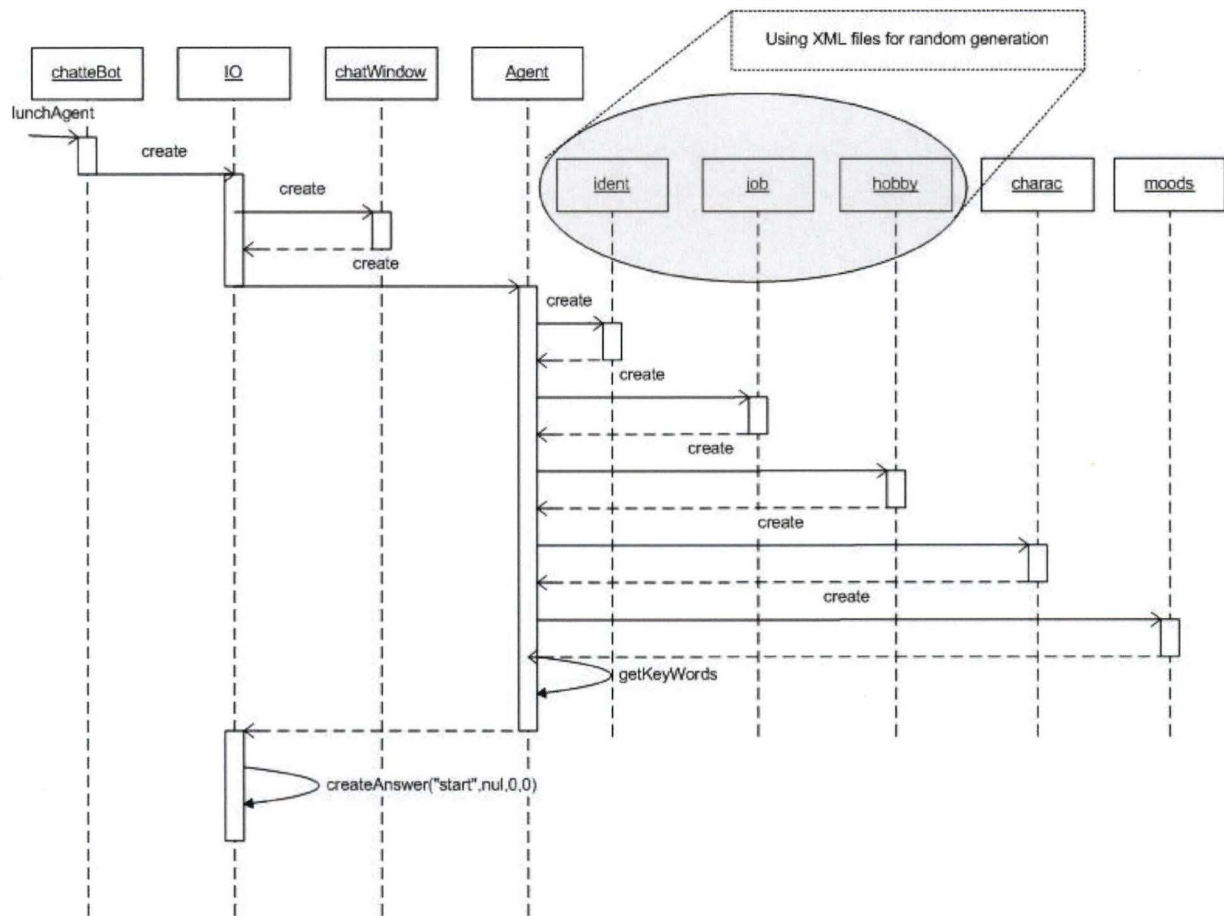 Using XML files for random generation
chatteBot
IO
chatWindow
Agent
lunchAgent
create
ident
job
hobby
charac
moods
create
create
create
create
create
create
create
getKeyWords
createAnswer("start",nul,0,0)